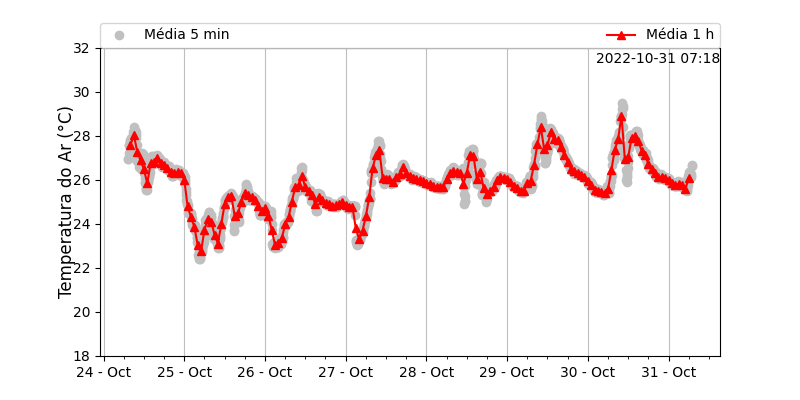 Média 5 min
Média 1 h
2022-10-31 07:18
Temperatura do Ar (°C)
32
30
28
26
24
22
20
18
24 - Oct
25 - Oct
26 - Oct
27 - Oct
28 - Oct
29 - Oct
30 - Oct
31 - Oct